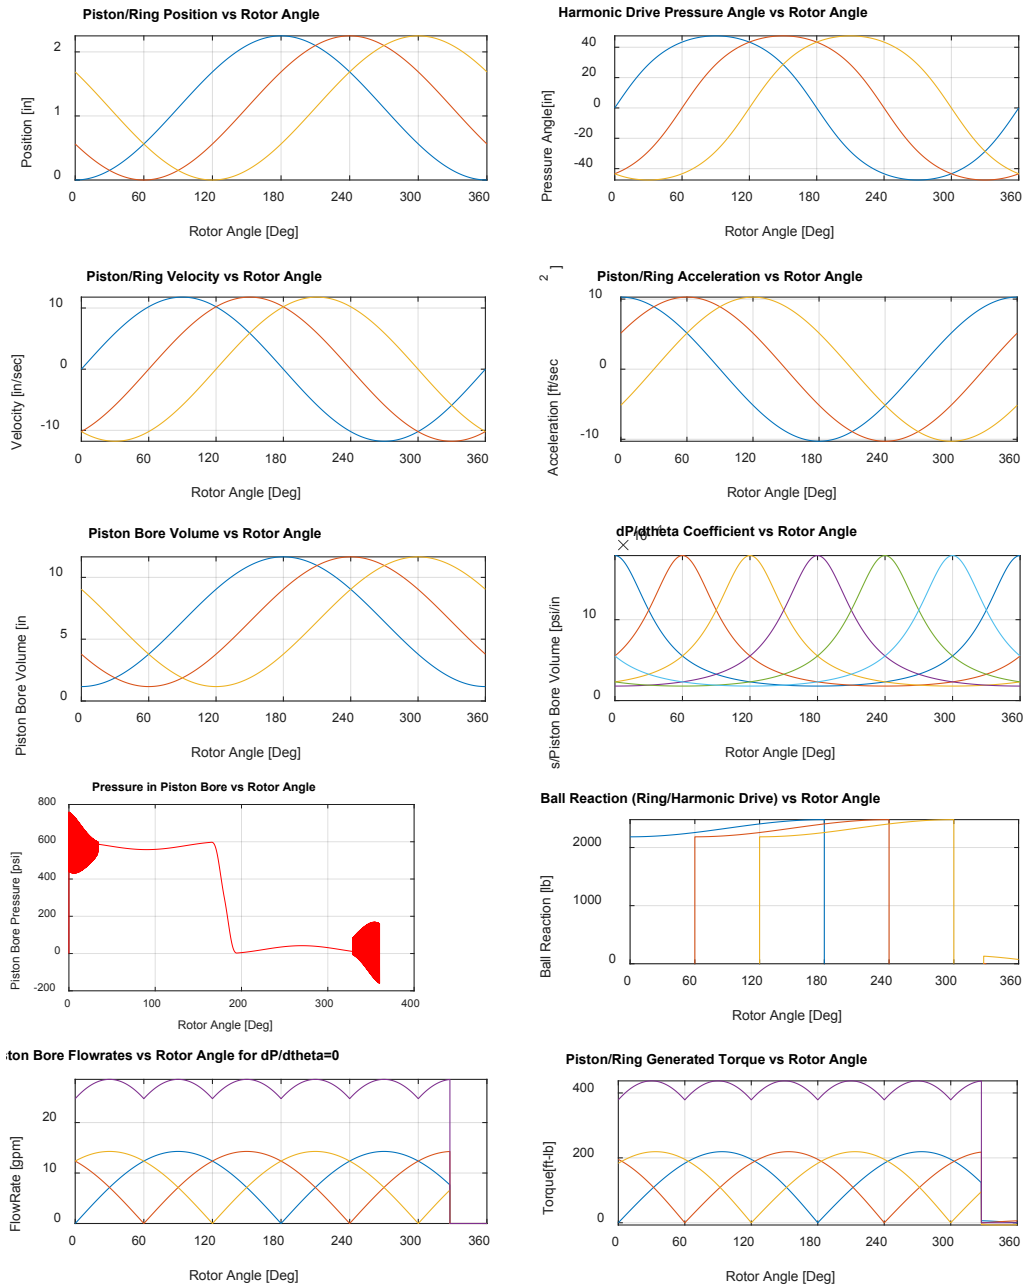 Piston/Ring Position vs Rotor Angle
Position [in]
2
1
0
0 60 120 180 240 300 360
Rotor Angle [Deg]
Harmonic Drive Pressure Angle vs Rotor Angle
Pressure Angle[in]
40
20
0
-20
-40
0 60 120 180 240 300 360
Rotor Angle [Deg]
Piston/Ring Velocity vs Rotor Angle
Velocity [in/sec]
10
0
-10
0 60 120 180 240 300 360
Rotor Angle [Deg]
Piston/Ring Acceleration vs Rotor Angle
Acceleration [ft/sec
2
]
10
0
-10
0 60 120 180 240 300 360
Rotor Angle [Deg]
Piston Bore Volume vs Rotor Angle
Piston Bore Volume [in
10
5
0
0 60 120 180 240 300 360
Rotor Angle [Deg]
dP/dtheta Coefficient vs Rotor Angle
×
s/Piston Bore Volume [psi/in
10
0
0 60 120 180 240 300 360
Rotor Angle [Deg]
Pressure in Piston Bore vs Rotor Angle
Piston Bore Pressure [psi]
800
600
400
200
0
-200
0 100 200 300 400
Rotor Angle [Deg]
Ball Reaction (Ring/Harmonic Drive) vs Rotor Angle
Ball Reaction [lb]
2000
1000
0
0 60 120 180 240 300 360
Rotor Angle [Deg]
ton Bore Flowrates vs Rotor Angle for dP/dtheta=0
FlowRate [gpm]
20
10
0
0 60 120 180 240 300 360
Rotor Angle [Deg]
Piston/Ring Generated Torque vs Rotor Angle
Torque[ft-lb]
400
200
0
0 60 120 180 240 300 360
Rotor Angle [Deg]